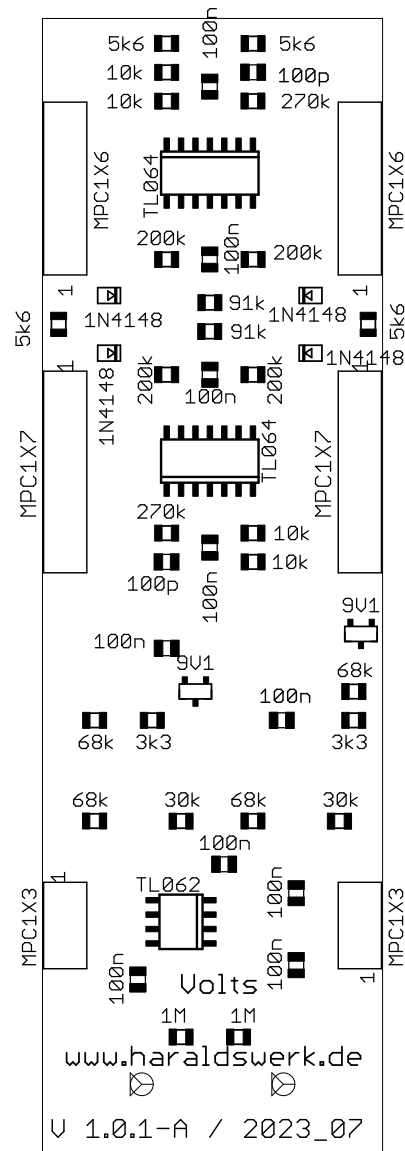 100n
5k6
5k6
10k
100p
10k
270k
TL064
MPC1X6
MPC1X6
200k
100n
200k
1
1
91k
1N4148
1N4148
5k6
5k6
91k
1N4148
1N4148
1
1
200k
100n
200k
TL064
MPC1X7
MPC1X7
270k
10k
100p
100n
10k
9V1
100n
9V1
68k
100n
68k
3k3
3k3
68k
30k
68k
30k
100n
1
TL062
100n
MPC1X3
MPC1X3
100n
100n
1
Volts
1M
1M
www.haraldswerk.de
V 1.0.1-A / 2023_07